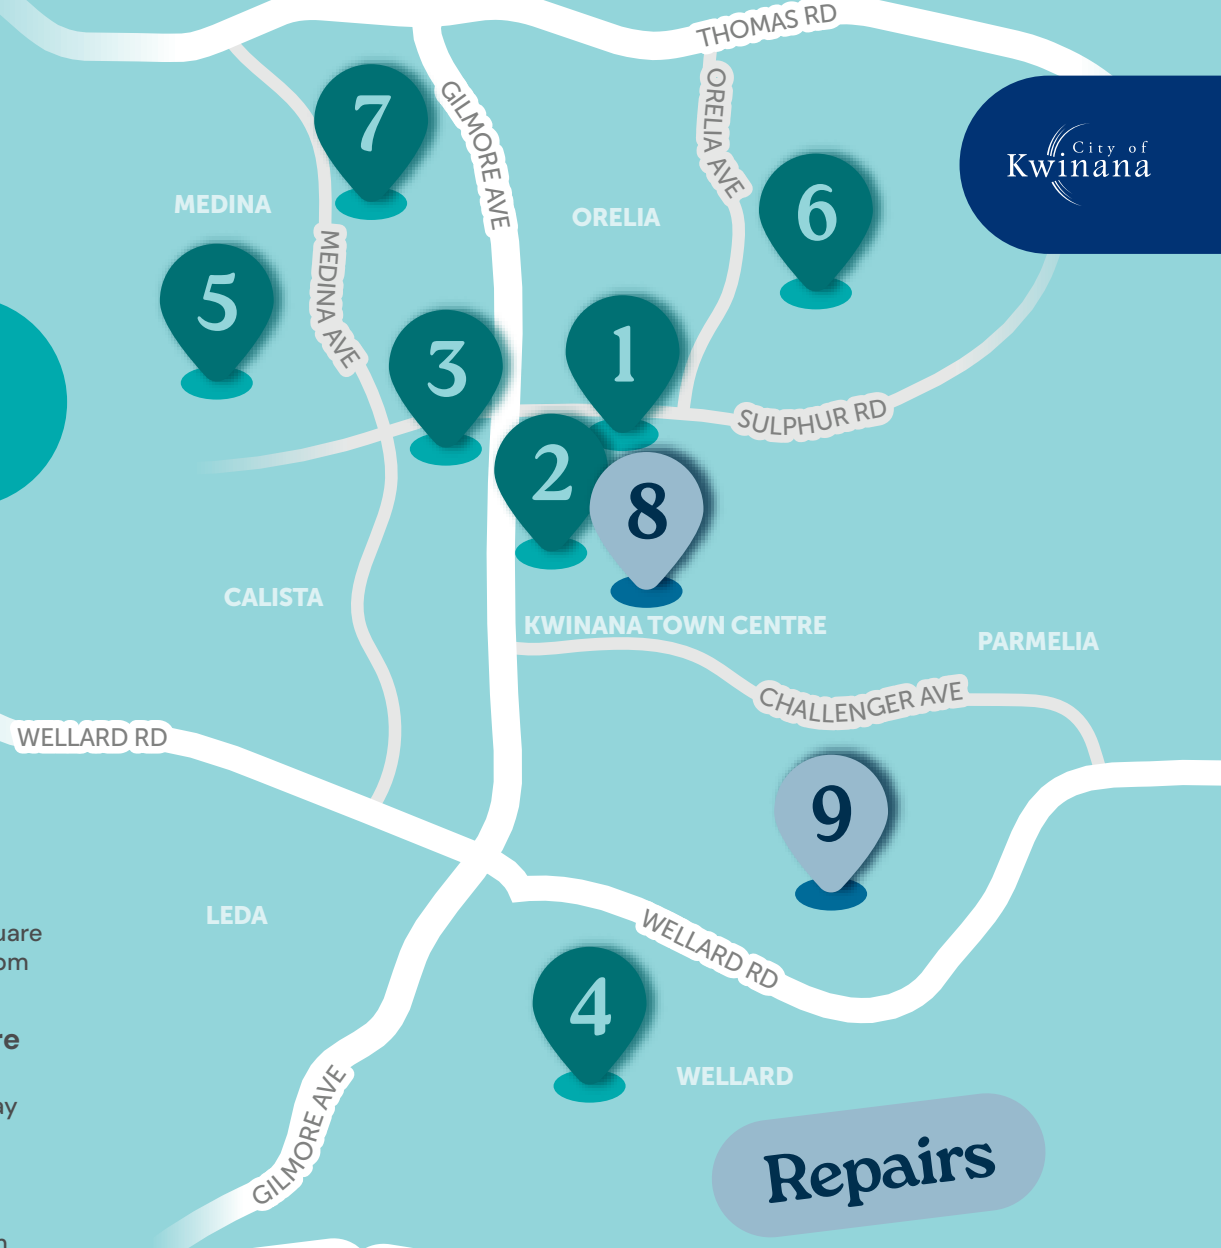 THOMAS RD
7
GILMORE AVE
ORELIA AVE
City of
Kwinana
MEDINA
ORELIA
6
5
MEDINA AVE
3
1
SULPHUR RD
2
8
CALISTA
KWINANA TOWN CENTRE
PARMELIA
CHALLENGER AVE
WELLARD RD
9
LEDA
WELLARD RD
4
WELLARD
GILMORE AVE
Repairs